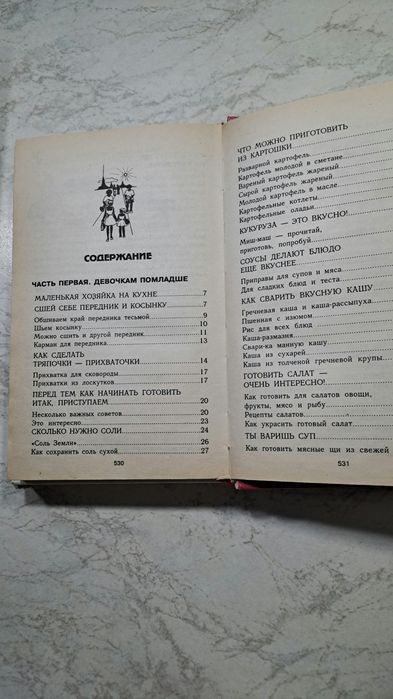 СОДЕРЖАНИЕ
ЧАСТЬ ПЕРВАЯ. ДЕВОЧКАМ ПОМЛАДШЕ
МАЛЕНЬКАЯ ХОЗЯЙКА НА КУХНЕ 7
СШЕЙ СЕБЕ ПЕРЕДНИК И КОСЫНКУ 7
Обшиваем край передника тесьмой 9
Шьем косынку 10
Можно сшить и другой передник 11
Карман для передника 13
КАК СДЕЛАТЬ
ТРЯПОЧКИ — ПРИХВАТОЧКИ 14
Прихватка для сковороды 17
Прихватки из лоскутков 17
ПЕРЕД ТЕМ КАК НАЧИНАТЬ ГОТОВИТЬ
ИТАК, ПРИСТУПАЕМ 20
Несколько важных советов 20
Это интересно 23
СКОЛЬКО НУЖНО СОЛИ 24
«Соль Земли» 26
Как сохранить соль сухой 27
530
ЧТО МОЖНО ПРИГОТОВИТЬ
ИЗ КАРТОШКИ
Разварной картофель
Картофель молодой в сметане
Вареный картофель жареный
Сырой картофель жареный
Молодой картофель в масле
Картофельные котлеты
Картофельные оладьи
КУКУРУЗА — ЭТО ВКУСНО!
Миш-маш — прочитай,
приготовь, попробуй
СОУСЫ ДЕЛАЮТ БЛЮДО
ЕЩЕ ВКУСНЕЕ
Приправы для супов и мяса
Для сладких блюд и теста
КАК СВАРИТЬ ВКУСНУЮ КАШУ
Гречневая каша и каша-рассыпуха
Пшенная с изюмом
Рис для всех блюд
Каша-размазня
Свари-ка манную кашу
Каша из сухарей
Каша из толченой гречневой крупы
ГОТОВИТЬ САЛАТ —
ОЧЕНЬ ИНТЕРЕСНО!
Как готовить для салатов овощи,
фрукты, мясо и рыбу
Рецепты салатов
Как украсить готовый салат
ТЫ ВАРИШЬ СУП
Как готовить мясные щи из свежей
531